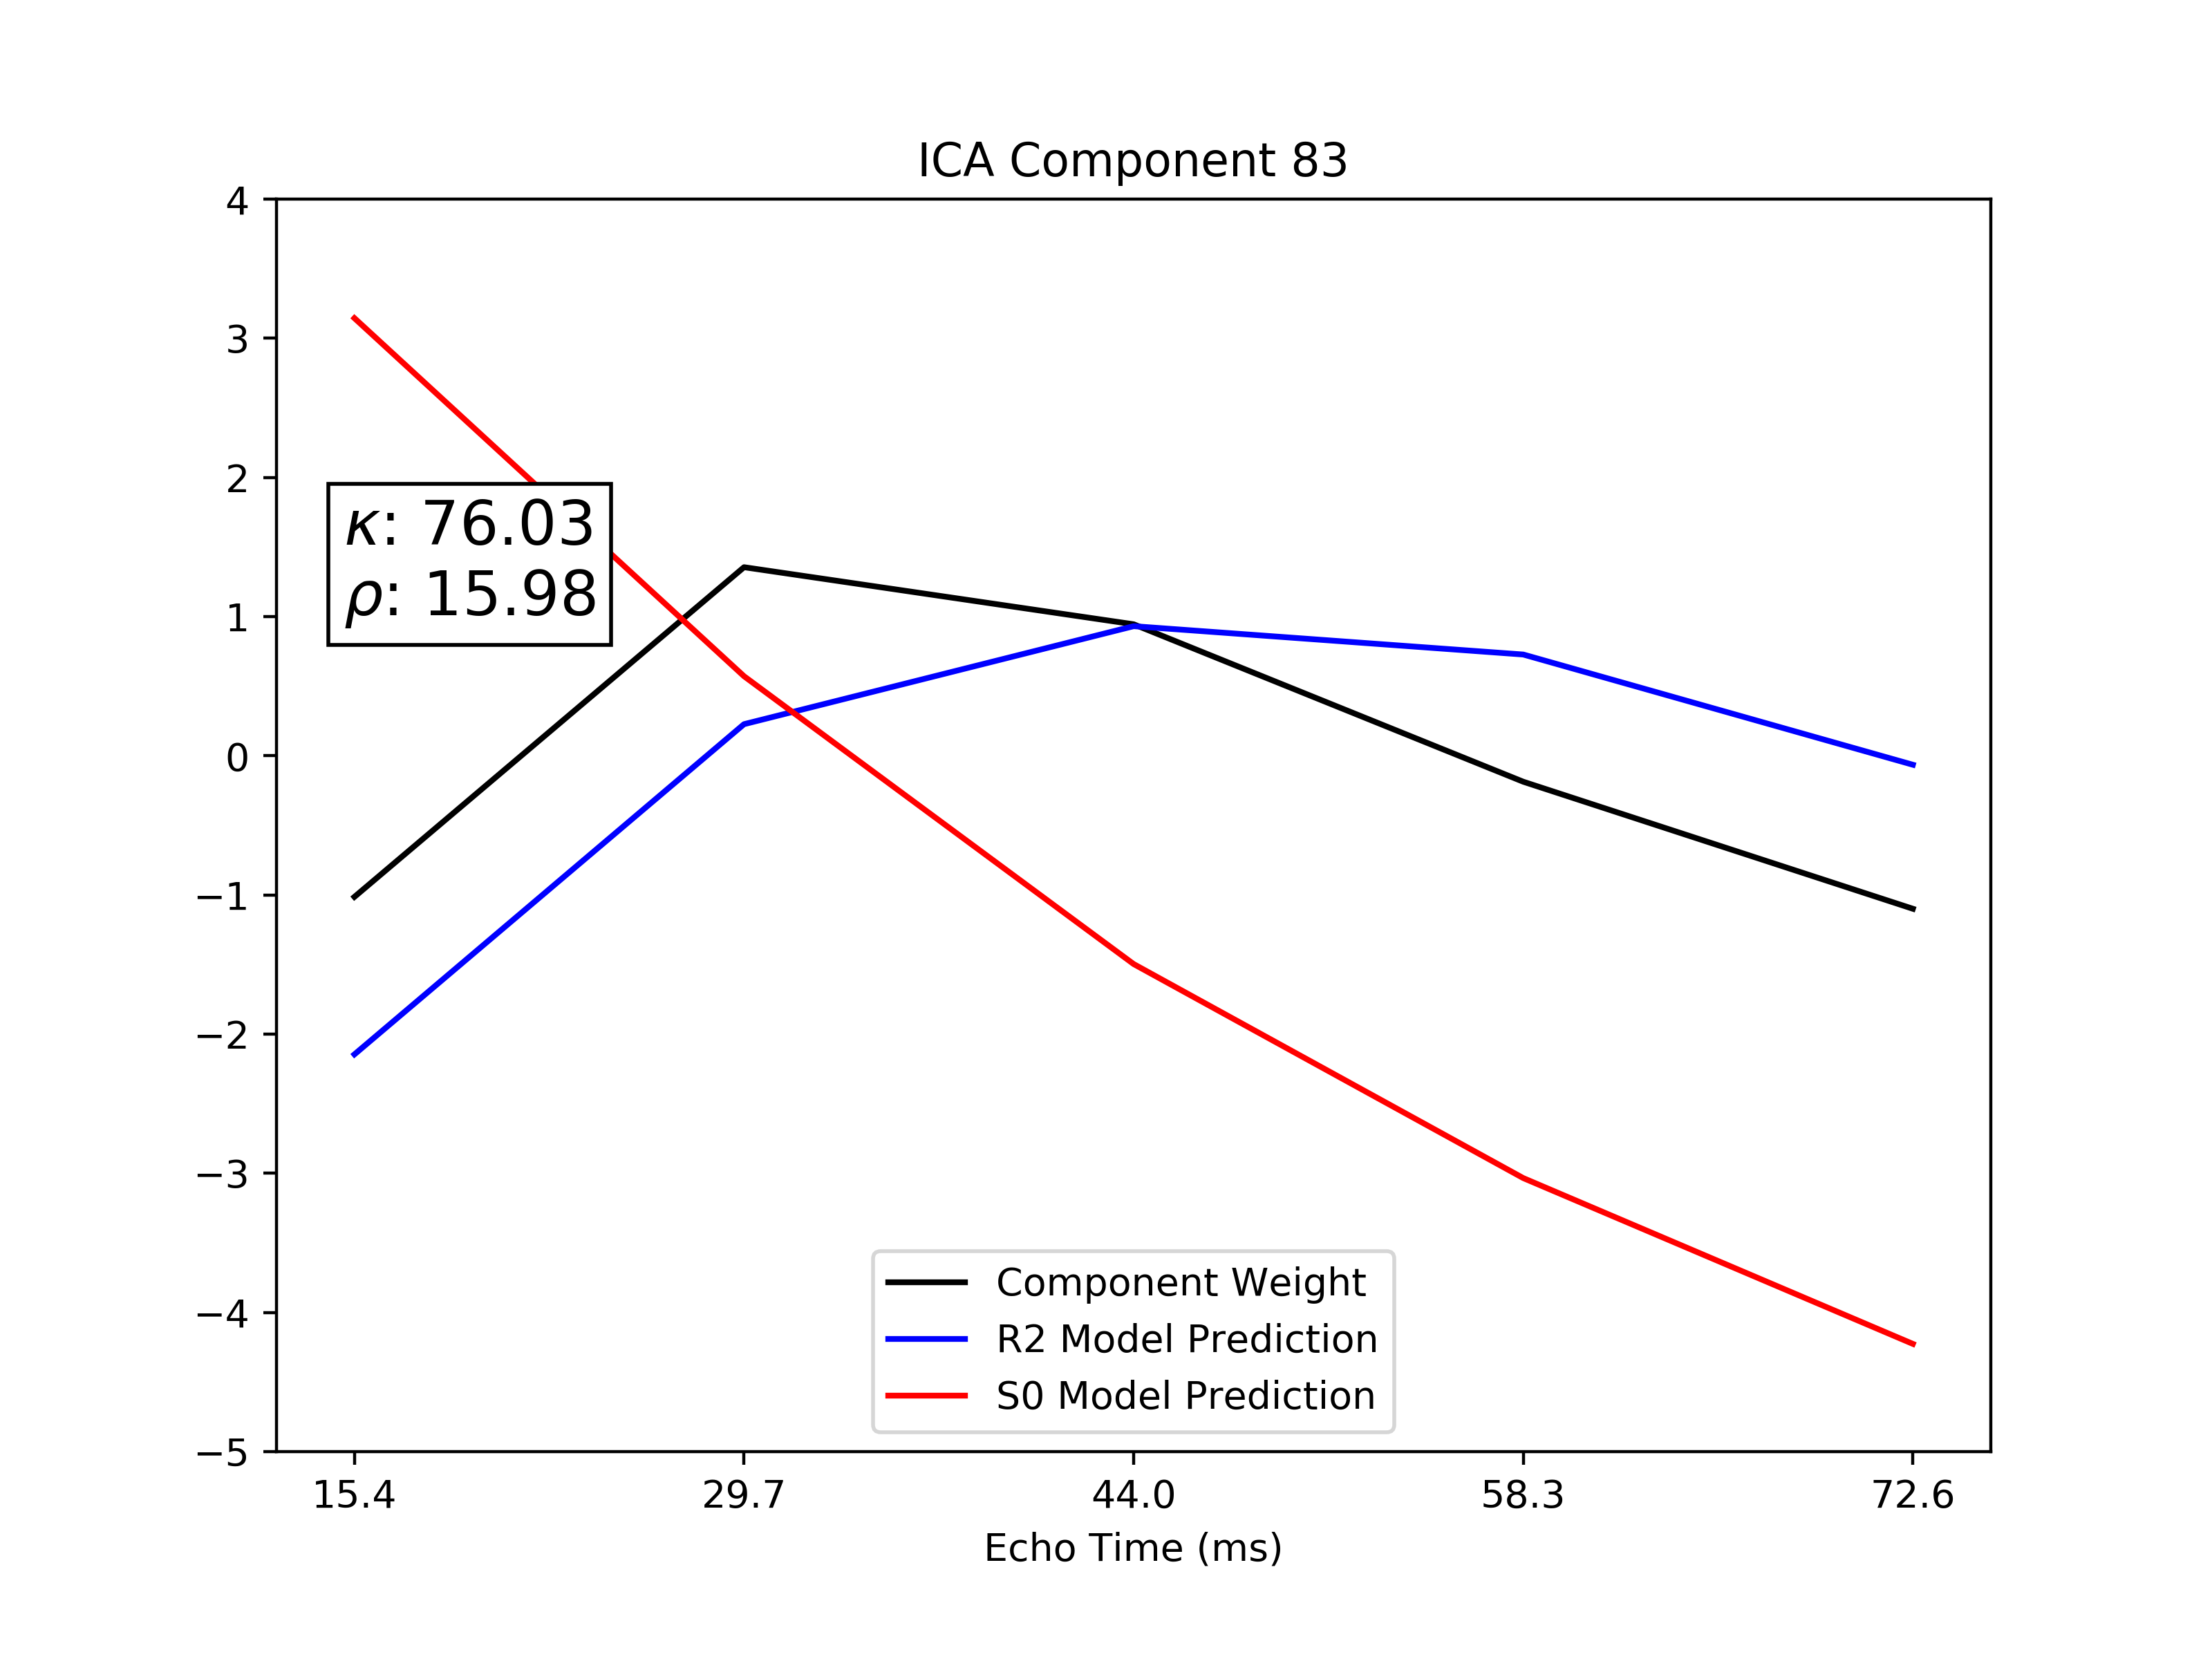 ICA Component 83
4
3
2
1
0
−1
−2
−3
−4
−5
κ: 76.03
ρ: 15.98
Component Weight
R2 Model Prediction
S0 Model Prediction
15.4 29.7 44.0 58.3 72.6
Echo Time (ms)